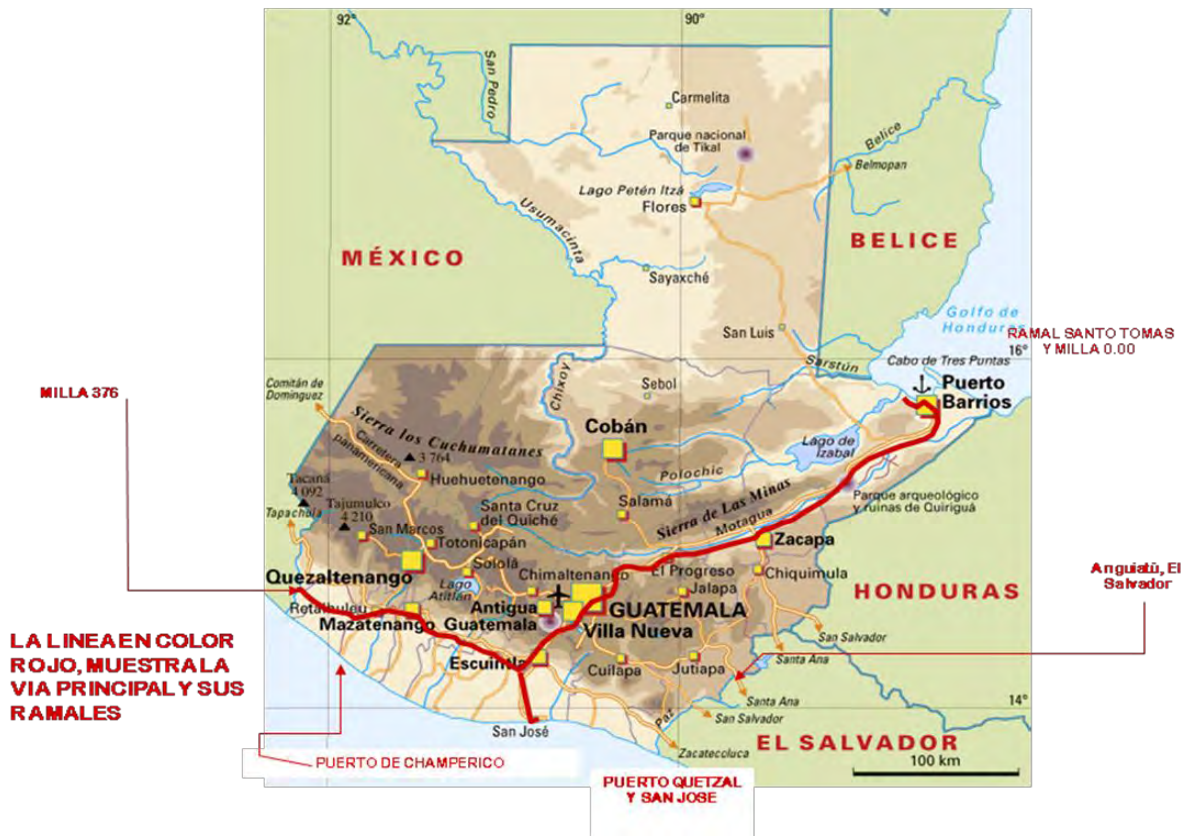 92°
90°
San Pedro
Carmelita
Parque nacional
de Tikal
Belice
Belmopan
Lago Petén Itzá
Flores
Usumacinta
BELICE
MÉXICO
Sayaxché
Golfo de
Honduras
San Luis
RAMAL SANTO TOMAS
Y MILLA 0.00
16°
Sarstún
Cabo de Tres Puntas
Chixoy
Sebol
Comitán de
Domínguez
Puerto
Barrios
MILLA 376
Sierra los Cuchumatanes
Cobán
Carretera
panamericana
3 764
Lago de
Izabal
Polochic
Huehuetenango
Tacaná
4 092
Tajumulco
4 210
Tapachula
Santa Cruz
del Quiché
Salamá
Sierra de Las Minas
Motagua
Parque arqueológico
y ruinas de Quiriguá
San Marcos
Totonicapán
Zacapa
Sololá
Quezaltenango
Lago
Atitlán
Chimaltenango
El Progreso
Jalapa
Chiquimula
Anguiatú, El
Salvador
HONDURAS
Retalhuleu
Mazatenango
Antigua
Guatemala
GUATEMALA
Villa Nueva
San Salvador
Santa Ana
LA LINEA EN COLOR
ROJO, MUESTRA LA
VIA PRINCIPAL Y SUS
RAMALES
Escuintla
Cuilapa
Jutiapa
Santa Ana
San Salvador
14°
Paz
San José
Zacatecoluca
EL SALVADOR
100 km
PUERTO DE CHAMPERICO
PUERTO QUETZAL
Y SAN JOSE